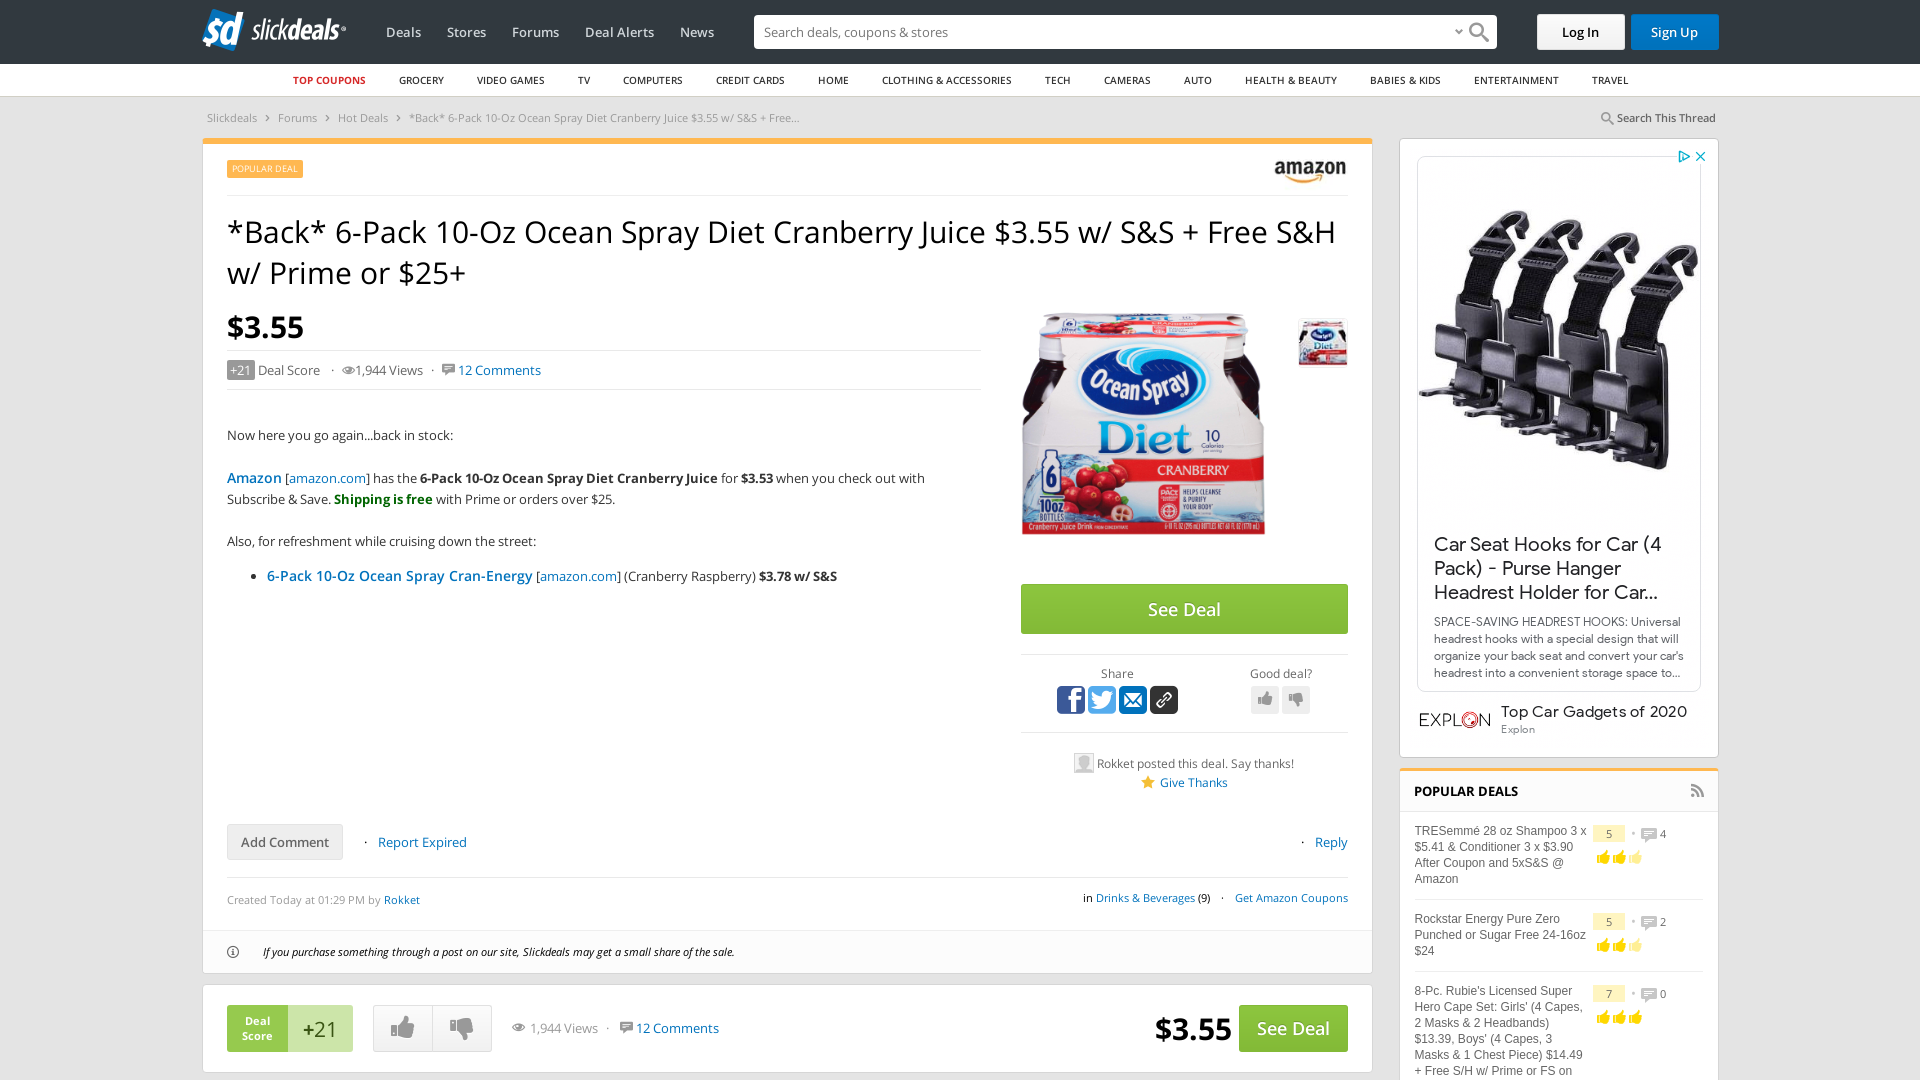 slickdeals
Deals
Stores
Forums
Deal Alerts
News
Search deals, coupons & stores
Log In
Sign Up
TOP COUPONS
GROCERY
VIDEO GAMES
TV
COMPUTERS
CREDIT CARDS
HOME
CLOTHING & ACCESSORIES
TECH
CAMERAS
AUTO
HEALTH & BEAUTY
BABIES & KIDS
ENTERTAINMENT
TRAVEL
Slickdeals › Forums › Hot Deals › *Back* 6-Pack 10-Oz Ocean Spray Diet Cranberry Juice $3.55 w/ S&S + Free...
Search This Thread
POPULAR DEAL
amazon
*Back* 6-Pack 10-Oz Ocean Spray Diet Cranberry Juice $3.55 w/ S&S + Free S&H
w/ Prime or $25+
$3.55
+21 Deal Score · 1,944 Views · 12 Comments
Now here you go again...back in stock:
Amazon [amazon.com] has the 6-Pack 10-Oz Ocean Spray Diet Cranberry Juice for $3.53 when you check out with
Subscribe & Save. Shipping is free with Prime or orders over $25.
Also, for refreshment while cruising down the street:
• 6-Pack 10-Oz Ocean Spray Cran-Energy [amazon.com] (Cranberry Raspberry) $3.78 w/ S&S
Diet
CRANBERRY
Ocean Spray
Diet
10
CRANBERRY
6
10oz
BOTTLES
HELPS CLEANSE
& PURIFY
YOUR BODY
Cranberry Juice Drink
See Deal
Share
Good deal?
Rokket posted this deal. Say thanks!
Give Thanks
Add Comment
· Report Expired
· Reply
Created Today at 01:29 PM by Rokket
in Drinks & Beverages (9) · Get Amazon Coupons
If you purchase something through a post on our site, Slickdeals may get a small share of the sale.
Deal
Score
+21
1,944 Views · 12 Comments
$3.55
See Deal
Car Seat Hooks for Car (4
Pack) - Purse Hanger
Headrest Holder for Car...
SPACE-SAVING HEADREST HOOKS: Universal
headrest hooks with a special design that will
organize your back seat and convert your car's
headrest into a convenient storage space to...
EXPLON
Top Car Gadgets of 2020
Explon
POPULAR DEALS
TRESemmé 28 oz Shampoo 3 x
$5.41 & Conditioner 3 x $3.90
After Coupon and 5xS&S @
Amazon
5 • 4
Rockstar Energy Pure Zero
Punched or Sugar Free 24-16oz
$24
5 • 2
8-Pc. Rubie's Licensed Super
Hero Cape Set: Girls' (4 Capes,
2 Masks & 2 Headbands)
$13.39, Boys' (4 Capes, 3
Masks & 1 Chest Piece) $14.49
+ Free S/H w/ Prime or FS on
7 • 0